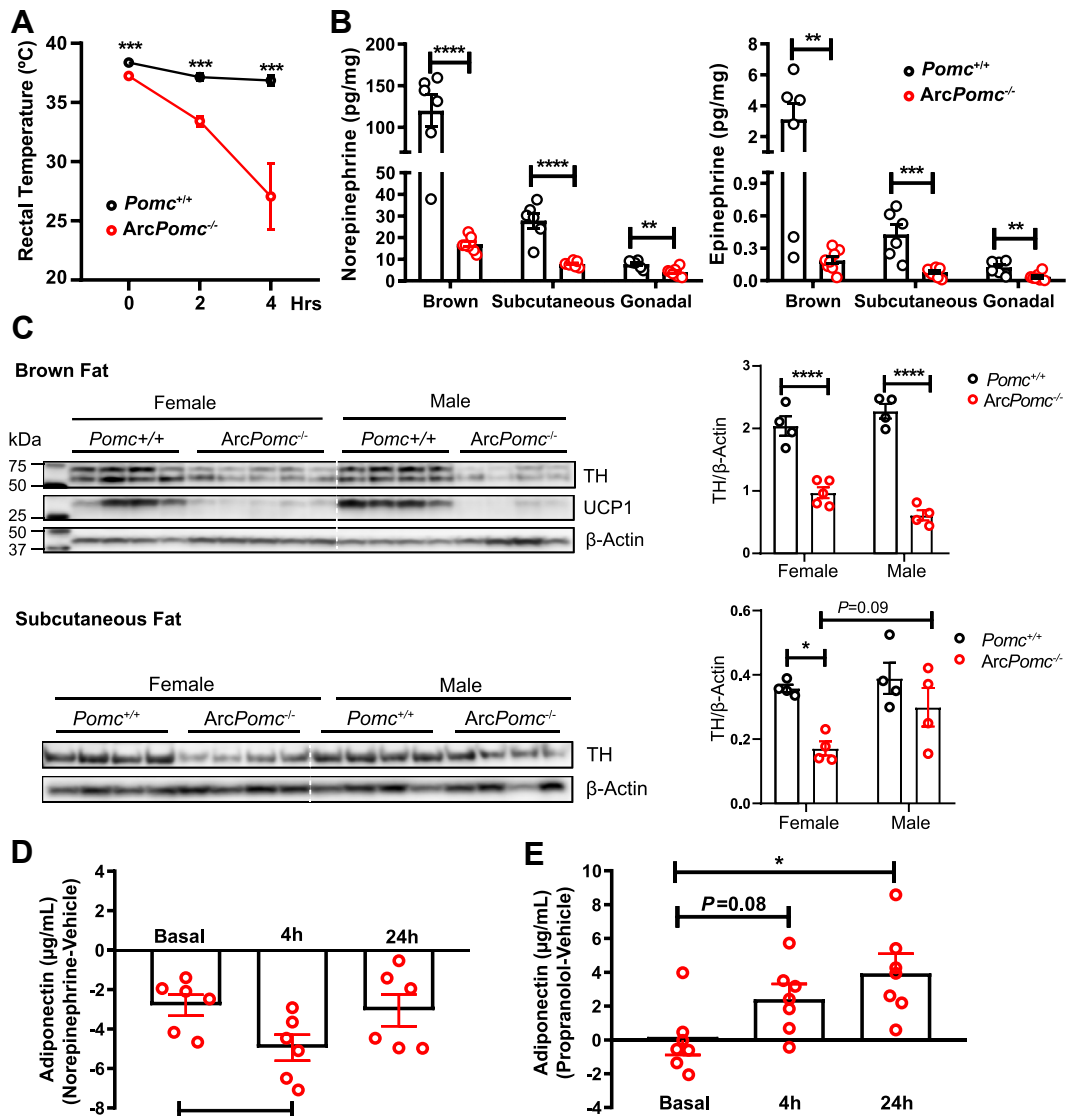 A
Rectal Temperature (ºC)
40
35
30
25
20
***
***
***
Pomc+/+
ArcPomc-/-
0
2
4
Hrs
B
Norepinephrine (pg/mg)
200
150
100
50
40
30
20
10
0
****
****
**
Brown
Subcutaneous
Gonadal
Epinephrine (pg/mg)
8
6
4
2
0.9
0.6
0.3
0.0
**
***
**
Pomc+/+
ArcPomc-/-
Brown
Subcutaneous
Gonadal
C
Brown Fat
Female
Male
kDa
Pomc+/+
ArcPomc-/-
Pomc+/+
ArcPomc-/-
75
50
TH
25
UCP1
50
37
β-Actin
TH/β-Actin
3
2
1
0
****
****
Pomc+/+
ArcPomc-/-
Female
Male
Subcutaneous Fat
Female
Male
Pomc+/+
ArcPomc-/-
Pomc+/+
ArcPomc-/-
TH
β-Actin
TH/β-Actin
0.6
0.4
0.2
0.0
P=0.09
*
Pomc+/+
ArcPomc-/-
Female
Male
D
Adiponectin (µg/mL)
(Norepinephrine-Vehicle)
4
2
0
-2
-4
-6
-8
Basal
4h
24h
E
Adiponectin (µg/mL)
(Propranolol-Vehicle)
10
8
6
4
2
0
-2
-4
*
P=0.08
Basal
4h
24h